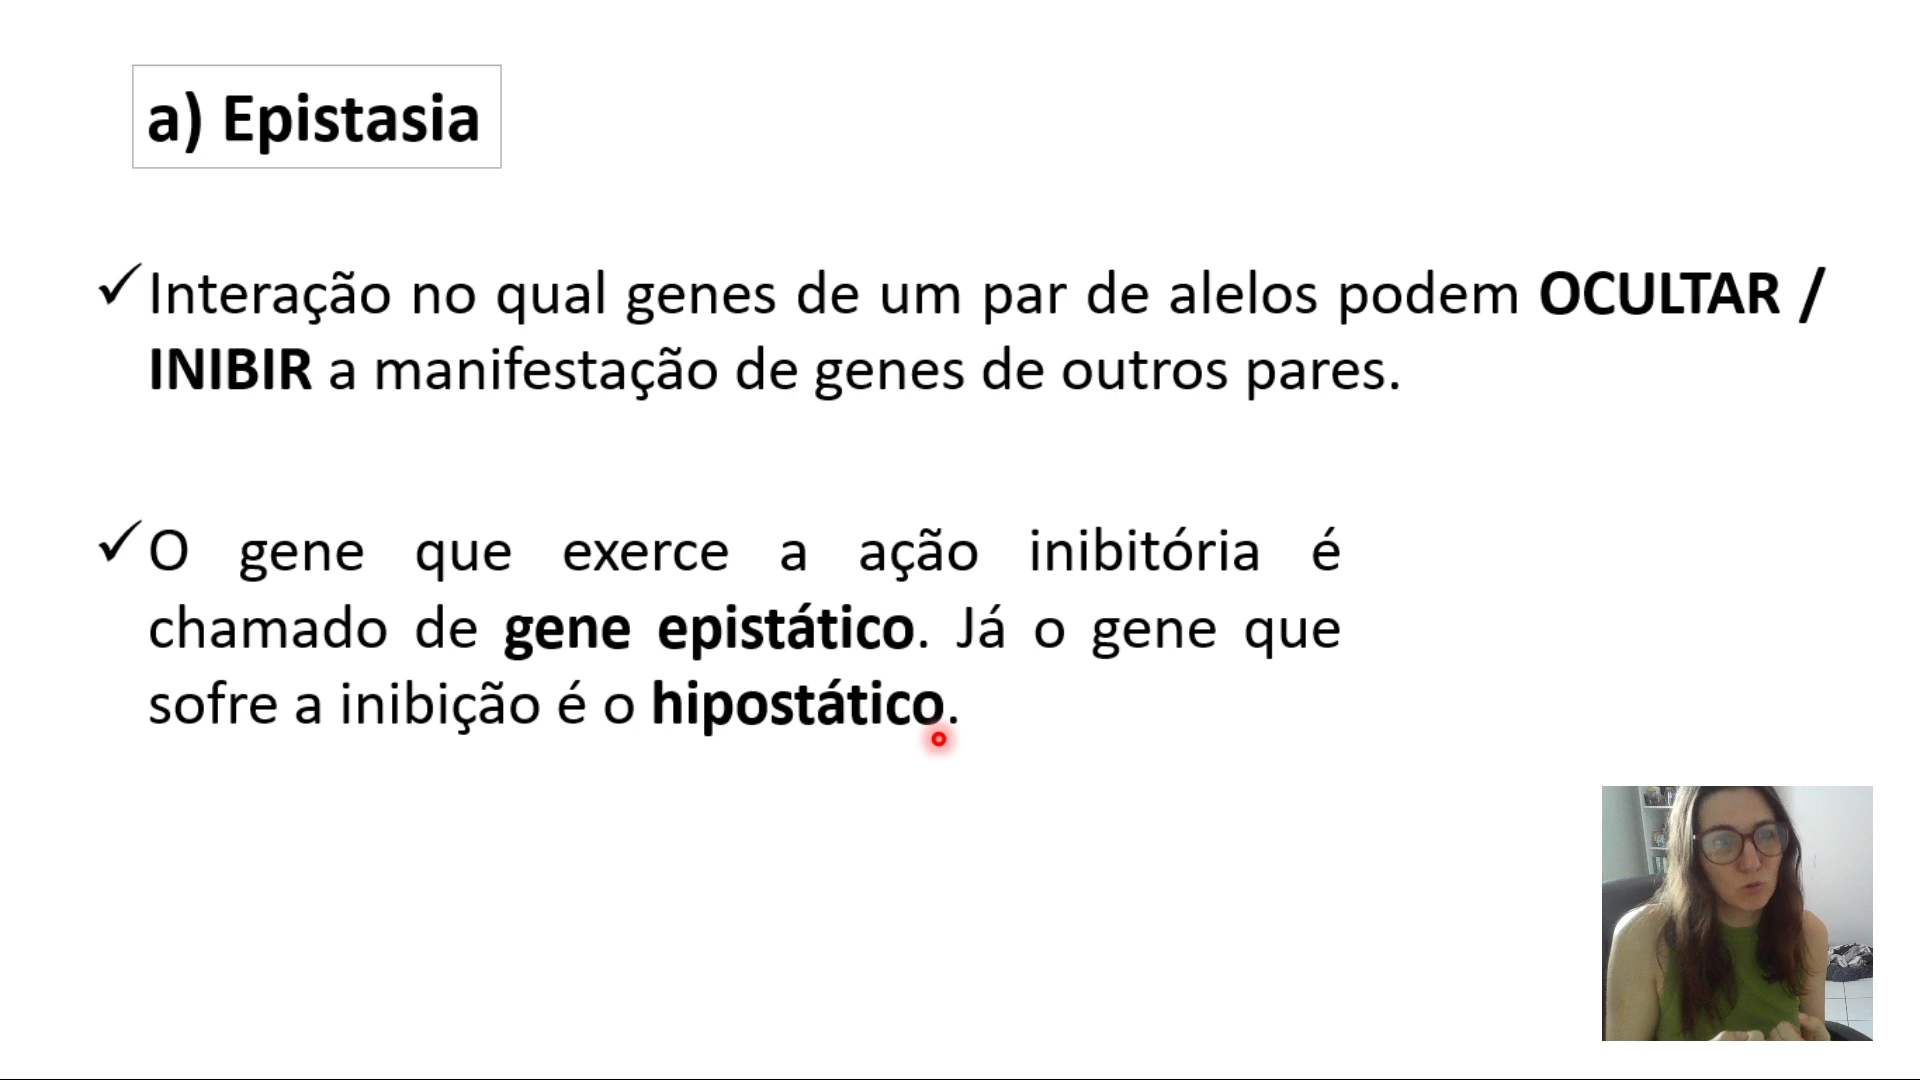 a) Epistasia
✓Interação no qual genes de um par de alelos podem OCULTAR /
INIBIR a manifestação de genes de outros pares.
✓O gene que exerce a ação inibitória é
chamado de gene epistático. Já o gene que
sofre a inibição é o hipostático.